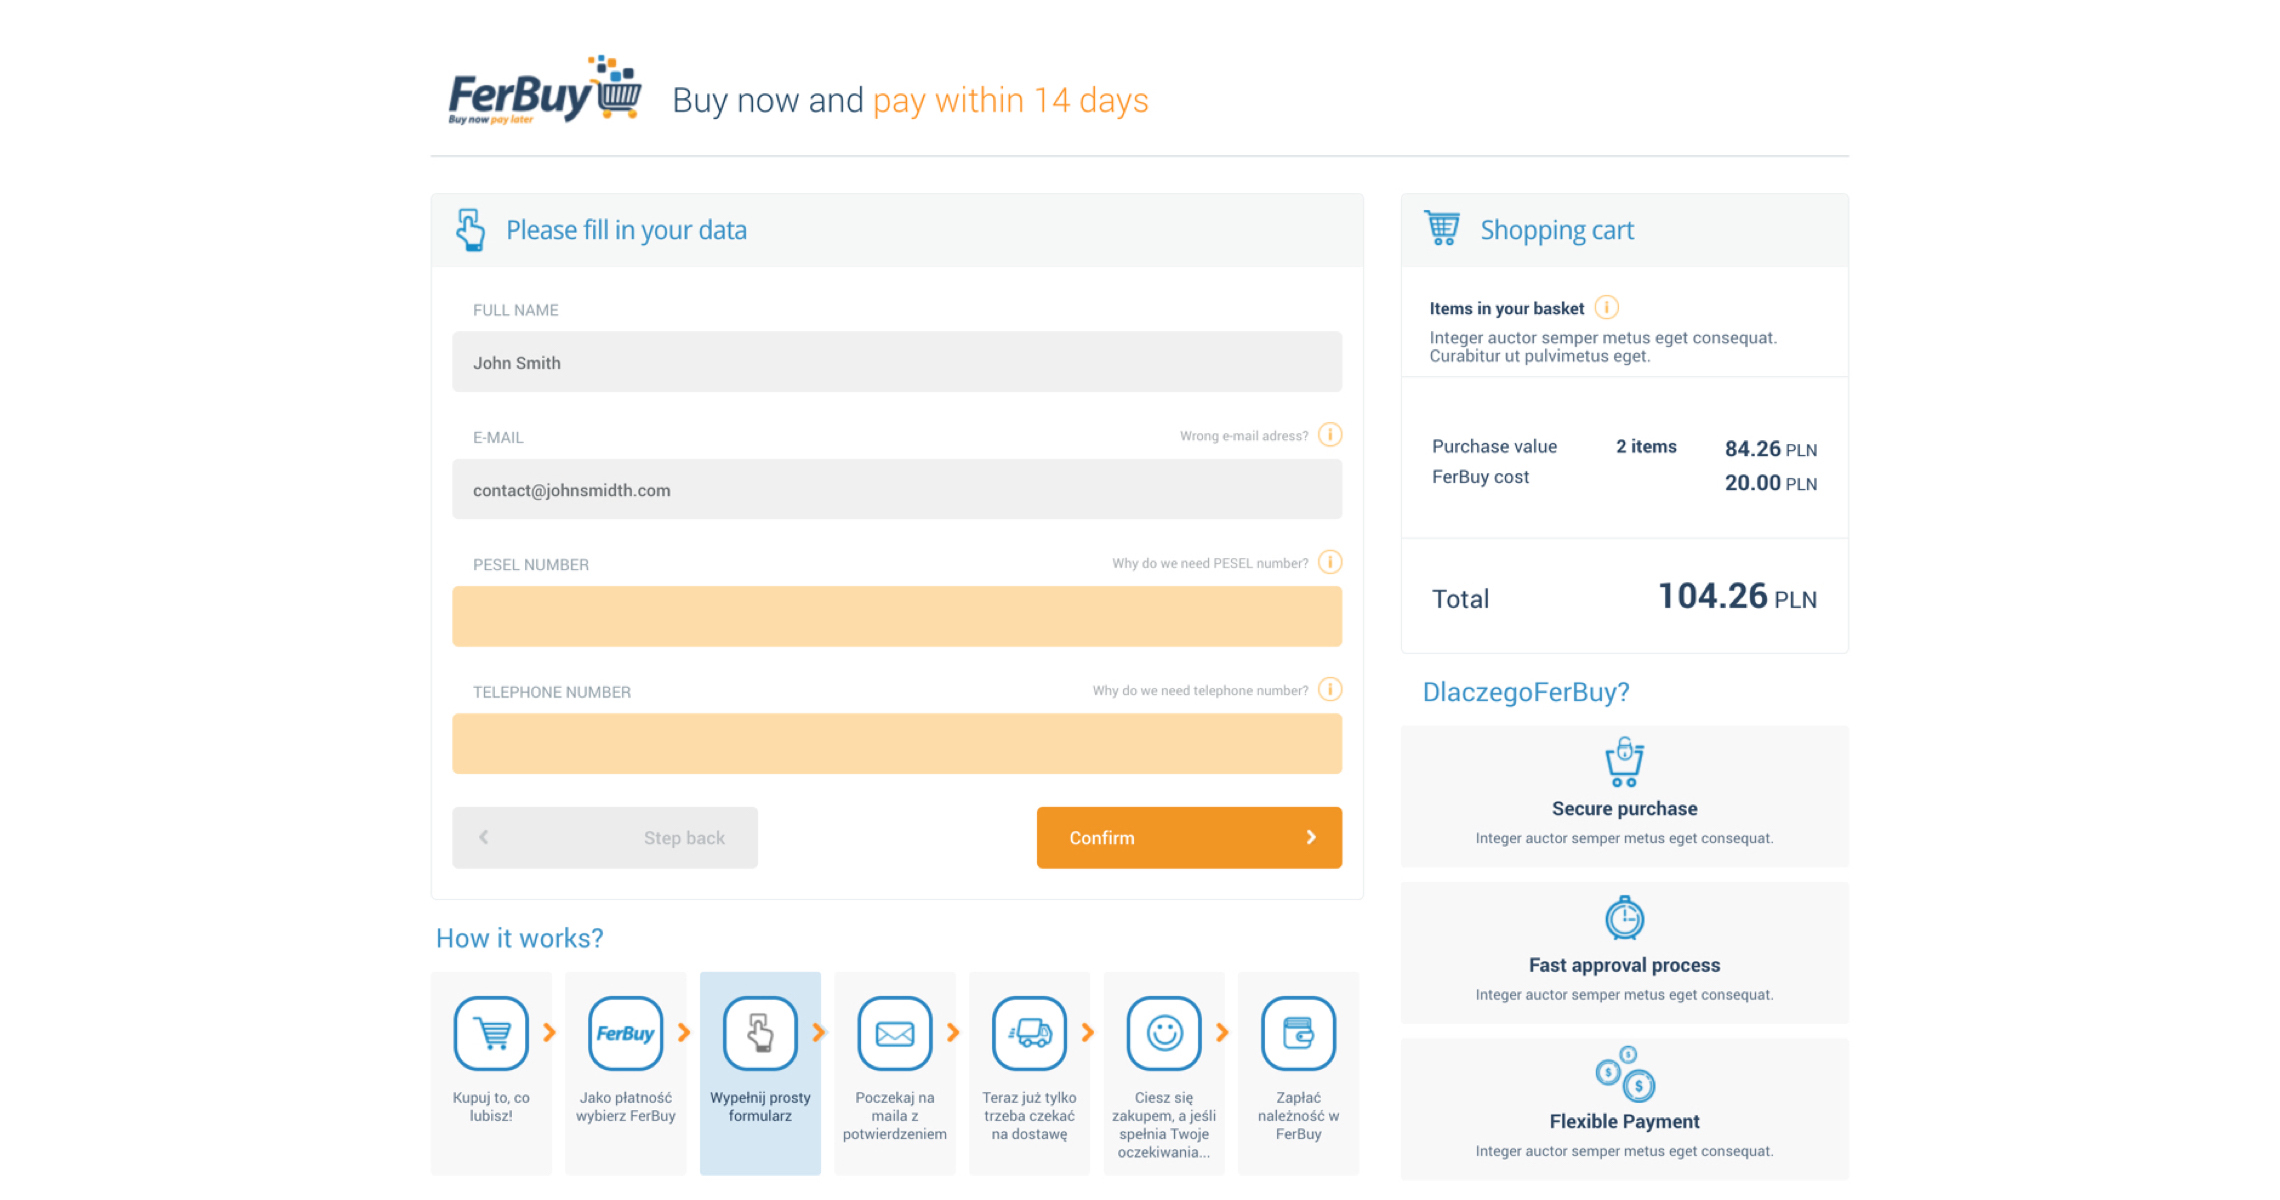 FerBuy
Buy now pay later
Buy now and pay within 14 days
Please fill in your data
FULL NAME
John Smith
E-MAIL
Wrong e-mail adress?
contact@johnsmidth.com
PESEL NUMBER
Why do we need PESEL number?
TELEPHONE NUMBER
Why do we need telephone number?
Step back
Confirm
Shopping cart
Items in your basket
Integer auctor semper metus eget consequat.
Curabitur ut pulvimetus eget.
Purchase value 2 items 84.26 PLN
FerBuy cost 20.00 PLN
Total 104.26 PLN
DlaczegoFerBuy?
Secure purchase
Integer auctor semper metus eget consequat.
Fast approval process
Integer auctor semper metus eget consequat.
Flexible Payment
Integer auctor semper metus eget consequat.
How it works?
Kupuj to, co
lubisz!
FerBuy
Jako płatność
wybierz FerBuy
Wypełnij prosty
formularz
Poczekaj na
maila z
potwierdzeniem
Teraz już tylko
trzeba czekać
na dostawę
Ciesz się
zakupem, a jeśli
spełnia Twoje
oczekiwania...
Zapłać
należność w
FerBuy